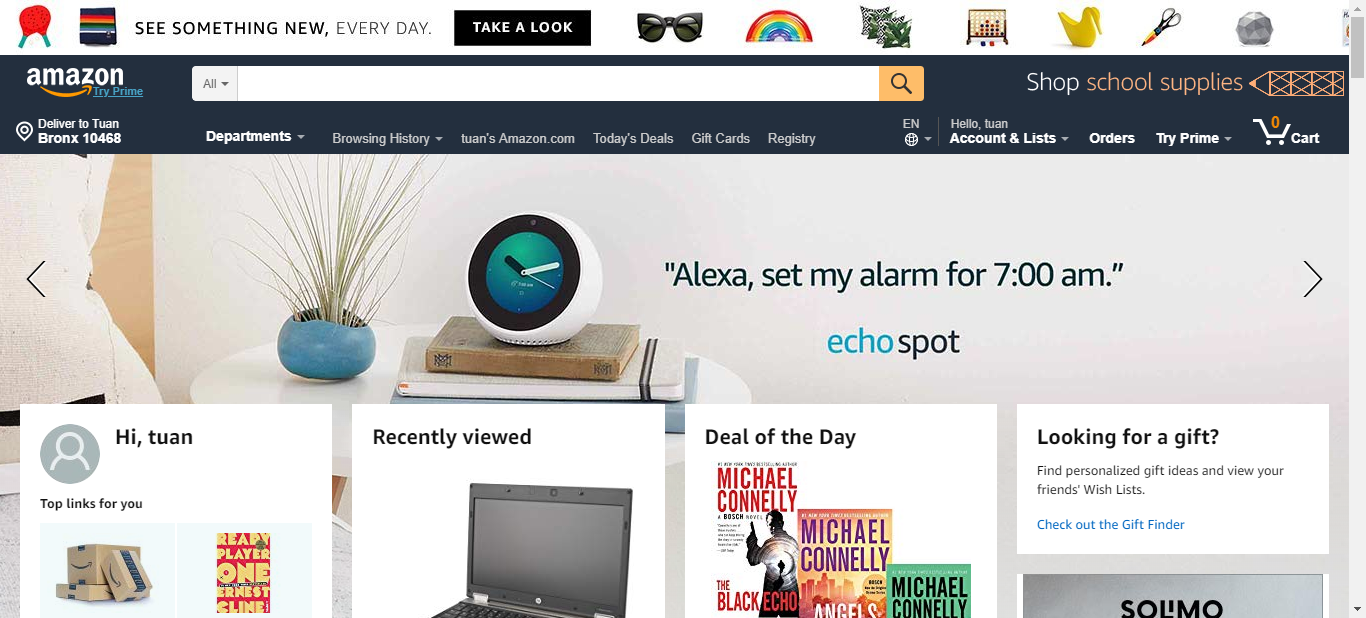 SEE SOMETHING NEW, EVERY DAY.
TAKE A LOOK
amazon
Try Prime
All
Shop school supplies
Deliver to Tuan
Bronx 10468
Departments
Browsing History
tuan's Amazon.com
Today's Deals
Gift Cards
Registry
EN
Hello, tuan
Account & Lists
Orders
Try Prime
0
Cart
"Alexa, set my alarm for 7:00 am.”
echo spot
Hi, tuan
Top links for you
READY
PLAYER
ONE
ERNEST
CLINE
Recently viewed
hp
Deal of the Day
MICHAEL
CONNELLY
A BOSCH NOVEL
THE
BLACK ECHO
MICHAEL
CONNELLY
ANGELS
MICHAEL
CONNELLY
Looking for a gift?
Find personalized gift ideas and view your
friends' Wish Lists.
Check out the Gift Finder
SOLIMO